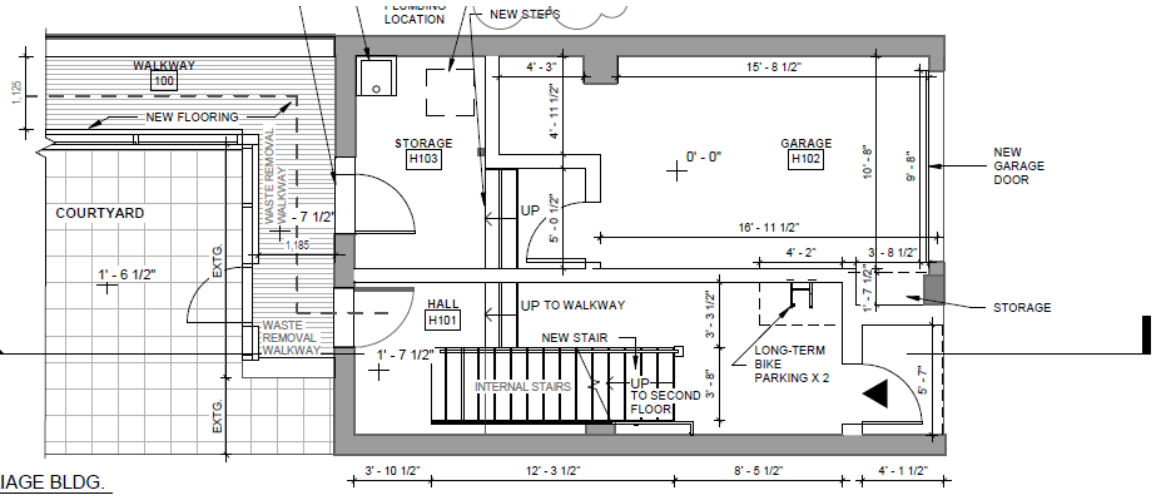 PLUMBING
LOCATION
NEW STEPS
WALKWAY
100
4' - 3"
15' - 8 1/2"
1,125
NEW FLOORING
4' - 11 1/2"
STORAGE
H103
GARAGE
H102
0' - 0"
10' - 8"
9' - 8"
NEW
GARAGE
DOOR
WASTE REMOVAL
WALKWAY
COURTYARD
- 7 1/2"
UP
5' - 0 1/2"
16' - 11 1/2"
1,185
EXTG.
4' - 2"
3' - 8 1/2"
1' - 6 1/2"
1' - 7 1/2"
HALL
H101
UP TO WALKWAY
3' - 3 1/2"
STORAGE
WASTE
REMOVAL
WALKWAY
NEW STAIR
1' - 7 1/2"
LONG-TERM
BIKE
PARKING X 2
INTERNAL STAIRS
UP
TO SECOND
FLOOR
3' - 8"
5' - 7"
EXTG.
3' - 10 1/2"
12' - 3 1/2"
8' - 5 1/2"
4' - 1 1/2"
IAGE BLDG.